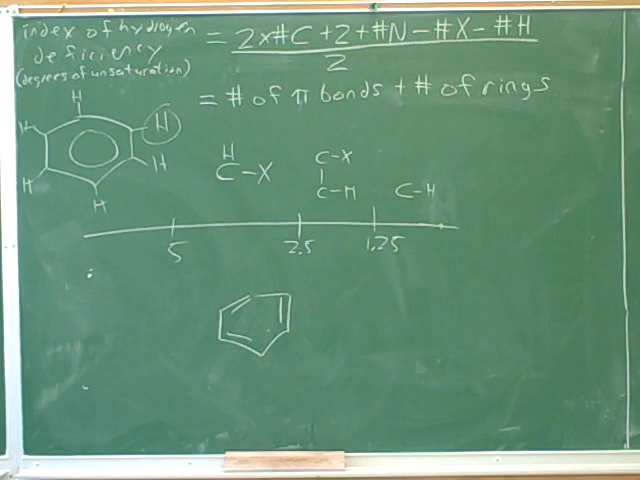 index of hydrogen
deficiency
(degrees of unsaturation)
= 2x#C+2+#N-#X-#H
2
= # of π bonds + # of rings
H
H
H
H
H
H
H
C-X
C-X
C-H
C-H
5
2.5
1.25